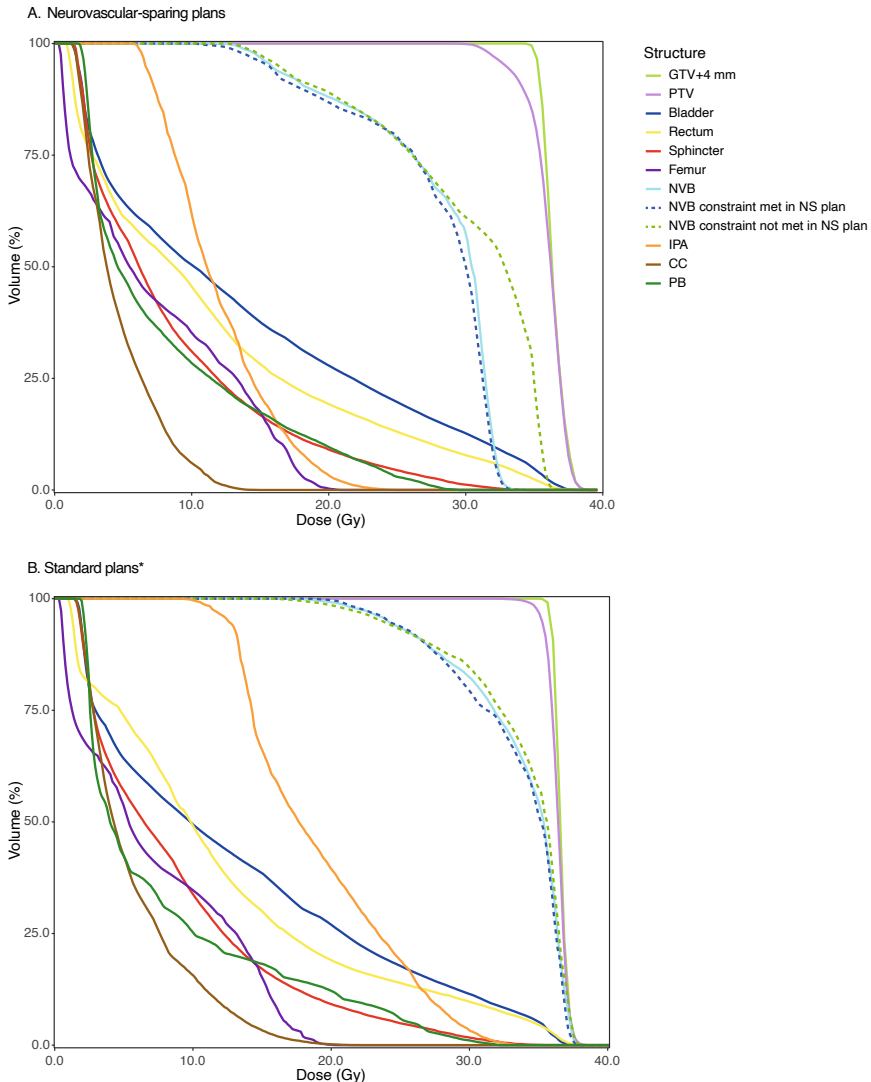 A. Neurovascular-sparing plans
100
75.0
50.0
25.0
0.0
Volume (%)
0.0
10.0
20.0
30.0
40.0
Dose (Gy)
Structure
GTV+4 mm
PTV
Bladder
Rectum
Sphincter
Femur
NVB
NVB constraint met in NS plan
NVB constraint not met in NS plan
IPA
CC
PB
B. Standard plans*
100
75.0
50.0
25.0
0.0
Volume (%)
0.0
10.0
20.0
30.0
40.0
Dose (Gy)